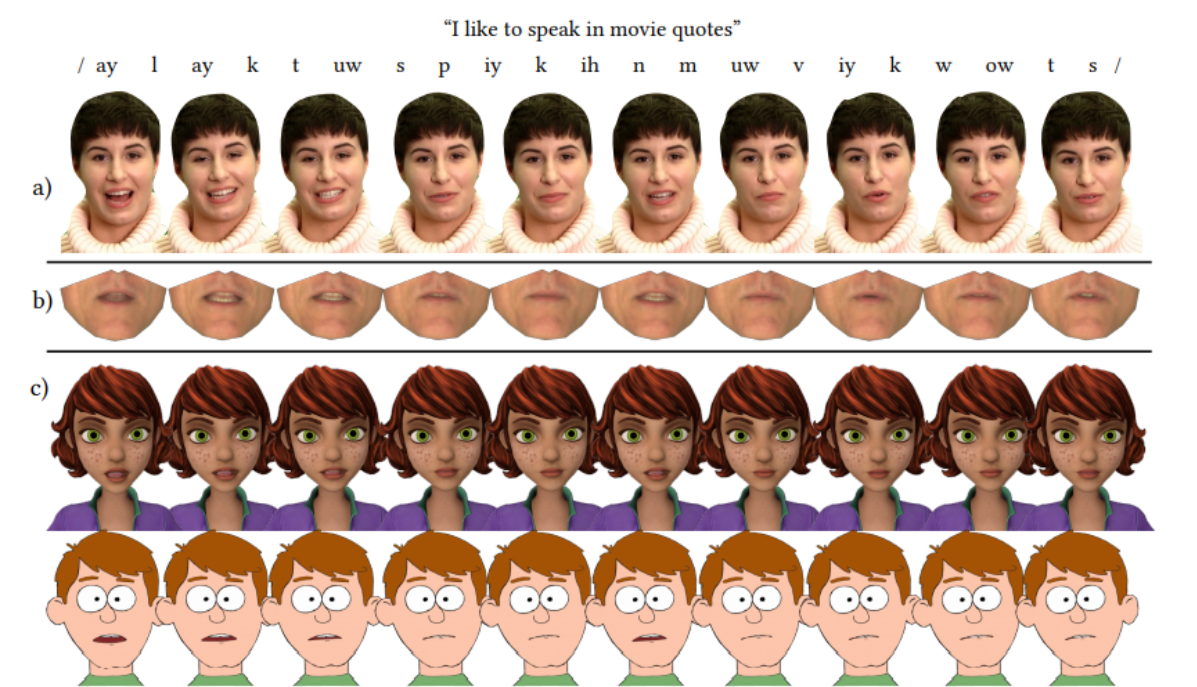 “I like to speak in movie quotes”
/ ay l ay k t uw s p iy k ih n m uw v iy k w ow t s /
a)
b)
c)